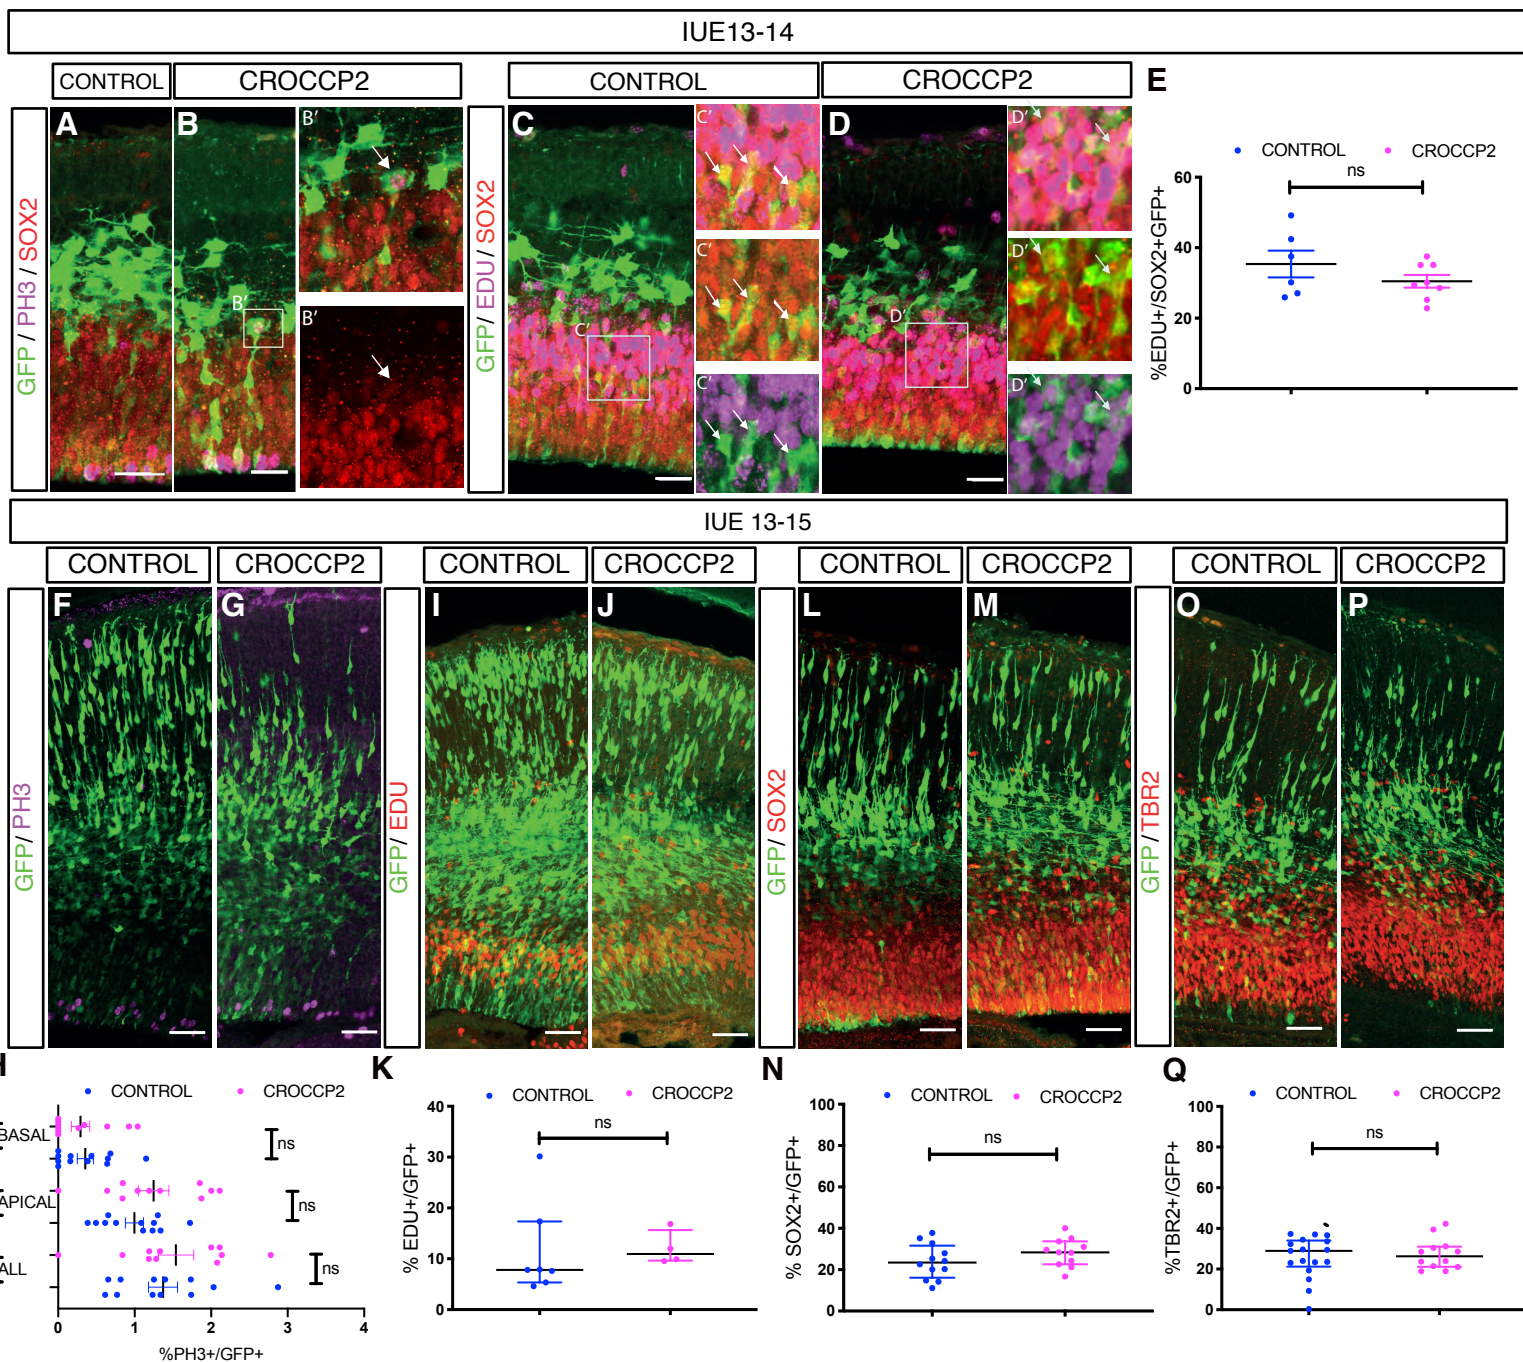 IUE13-14
CONTROL
CROCCP2
CONTROL
CROCCP2
E
GFP / PH3 / SOX2
A
B
B'
B'
B'
GFP / EDU / SOX2
C
C'
C'
C'
C'
D
D'
D'
D'
D'
CONTROL
CROCCP2
ns
%EDU+/SOX2+GFP+
60
40
20
0
IUE 13-15
CONTROL
CROCCP2
CONTROL
CROCCP2
CONTROL
CROCCP2
CONTROL
CROCCP2
GFP/ PH3
F
G
GFP/ EDU
I
J
GFP/ SOX2
L
M
GFP / TBR2
O
P
CONTROL
CROCCP2
BASAL
ns
APICAL
ns
ALL
ns
0
1
2
3
4
%PH3+/GFP+
K
CONTROL
CROCCP2
ns
% EDU+/GFP+
40
30
20
10
0
N
CONTROL
CROCCP2
ns
% SOX2+/GFP+
100
80
60
40
20
0
Q
CONTROL
CROCCP2
ns
%TBR2+/GFP+
100
80
60
40
20
0